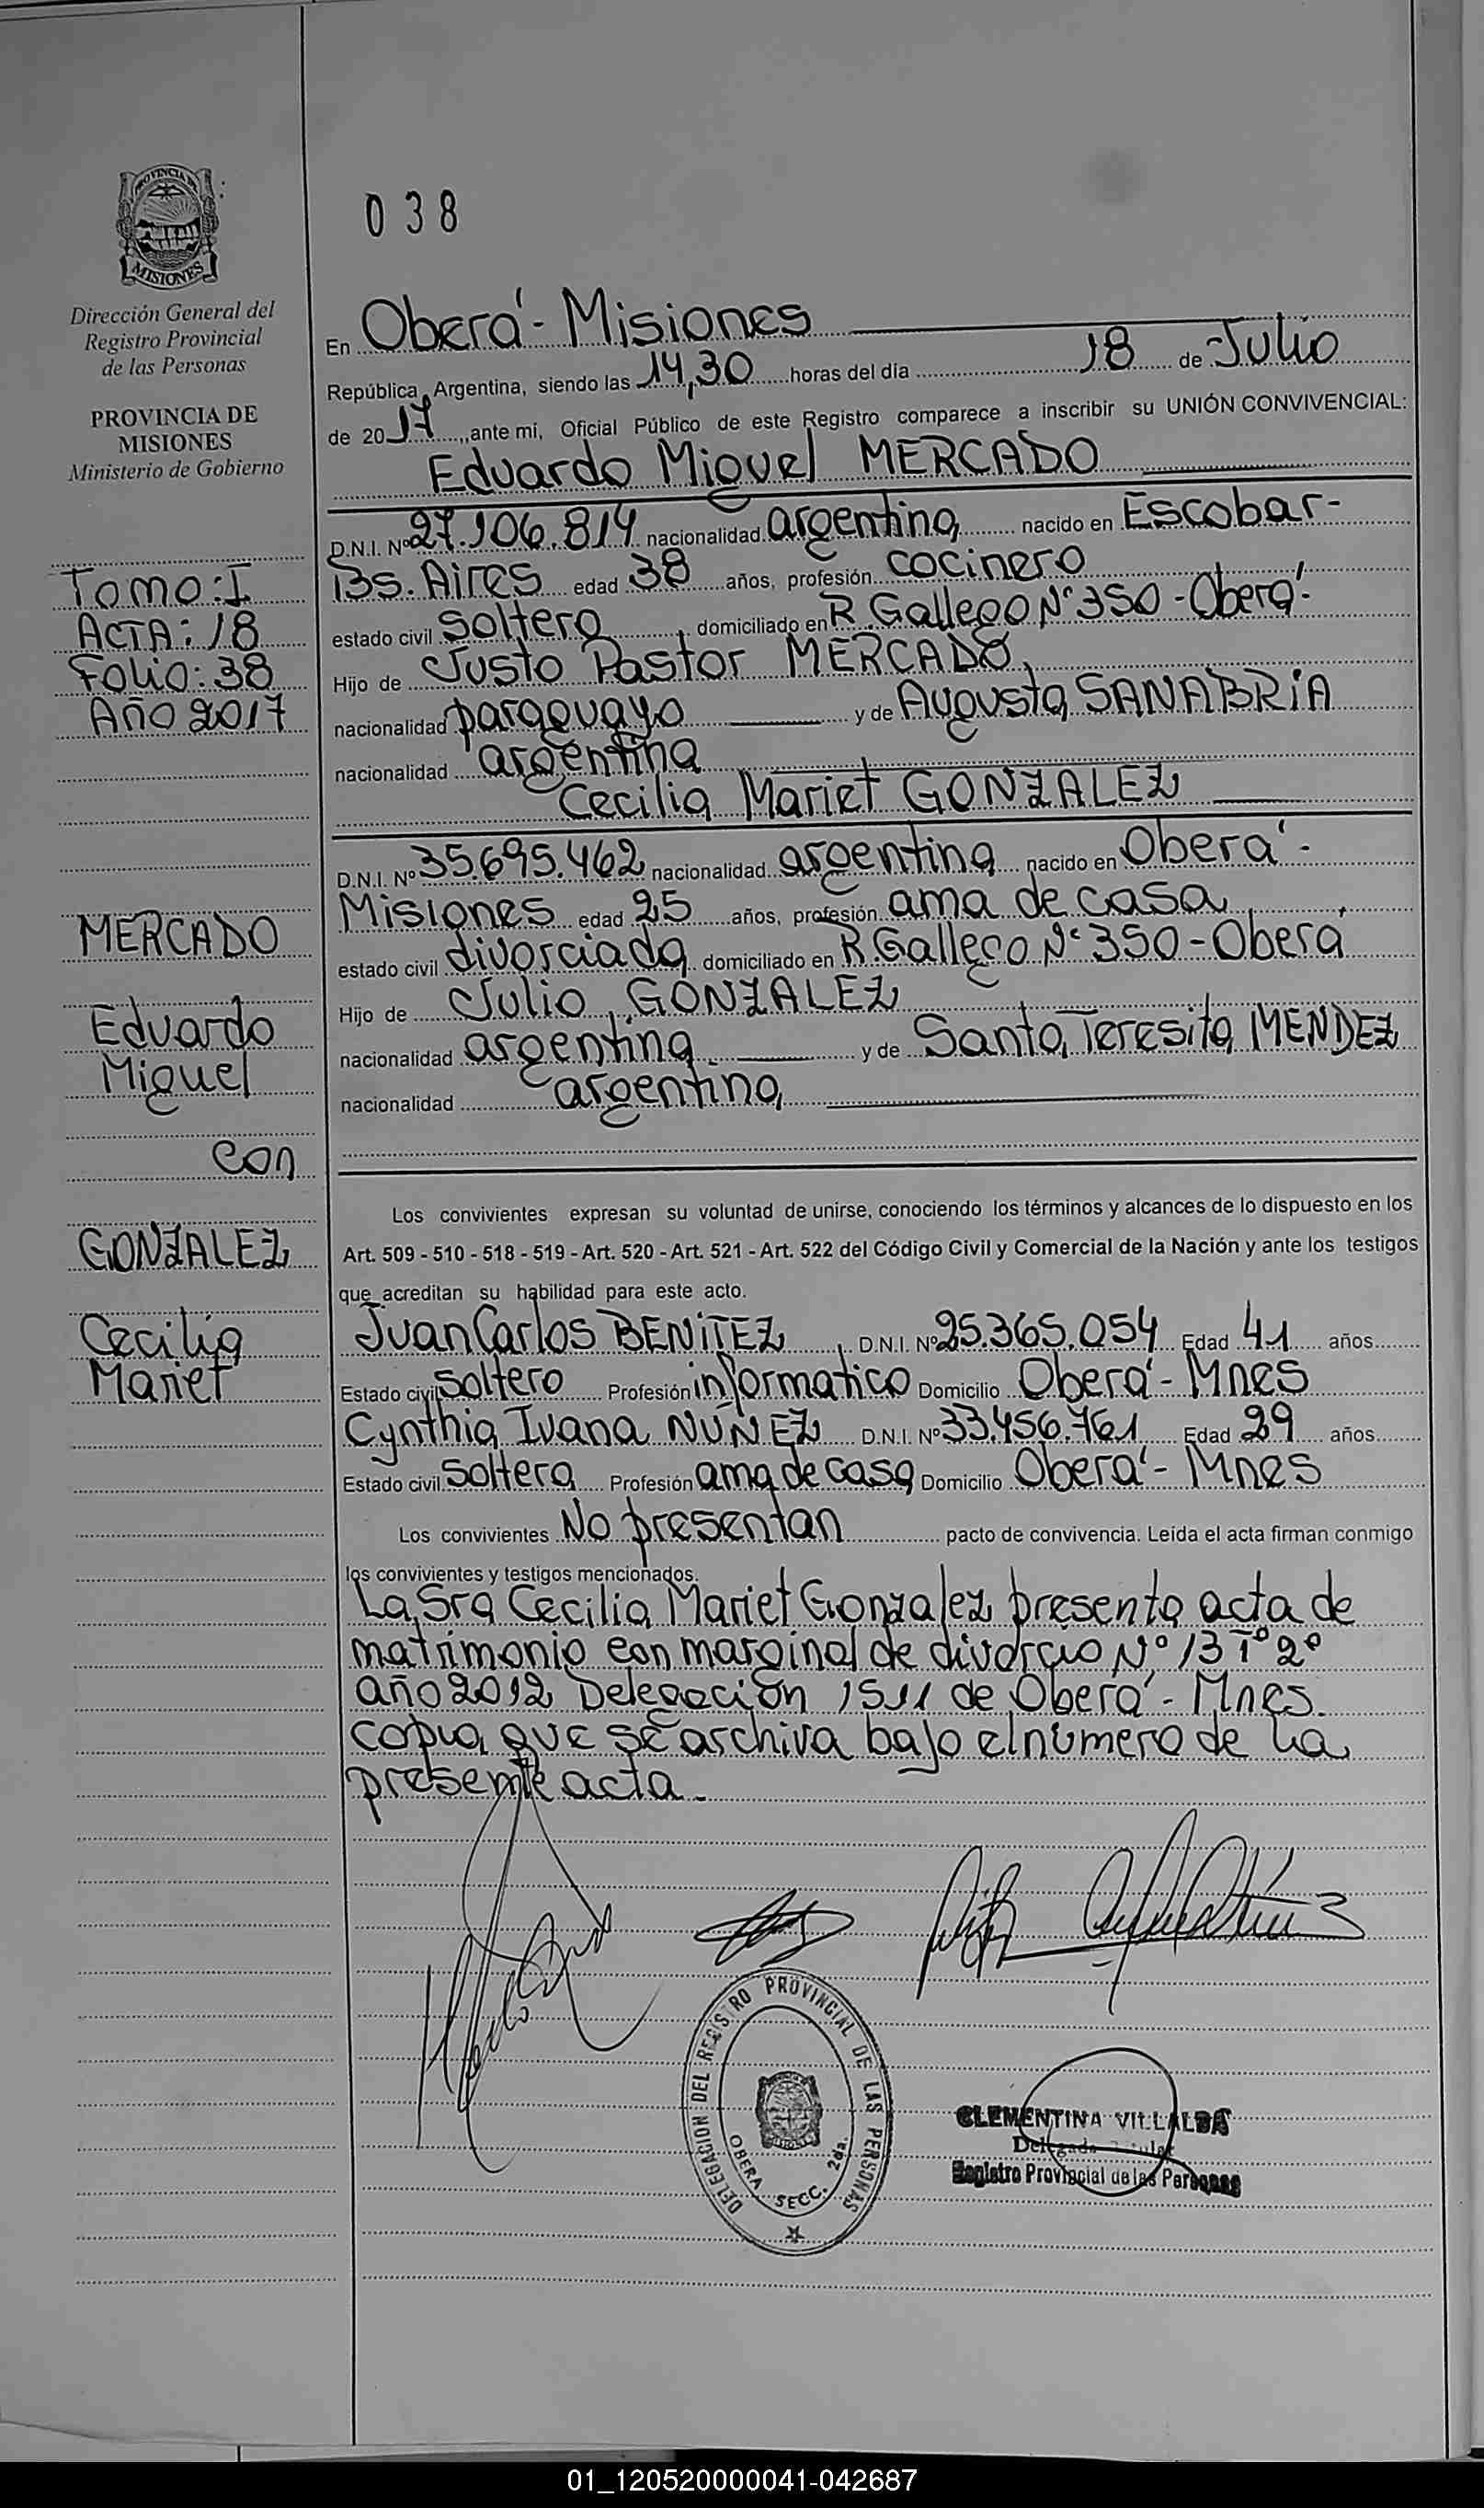 PROVINCIA DE
MISIONES
Dirección General del
Registro Provincial
de las Personas
PROVINCIA DE
MISIONES
Ministerio de Gobierno
Tomo: I
ACTA: 18
Folio: 38
Año 2017
MERCADO
Eduardo
Miguel
con
GONZALEZ
Cecilia
Mariet
038
En Oberá - Misiones
República Argentina, siendo las 14,30 horas del día 18 de Julio
de 2017, ante mí, Oficial Público de este Registro comparece a inscribir su UNIÓN CONVIVENCIAL:
Eduardo Miguel MERCADO
D.N.I. Nº 27.106.814 nacionalidad argentina nacido en Escobar-
Bs. Aires edad 38 años, profesión cocinero
estado civil soltero, domiciliado en R. Gallego Nº 350 - Oberá-
Hijo de Justo Pastor MERCADO,
nacionalidad paraguayo y de Augusta SANABRIA
nacionalidad argentina
Cecilia Mariet GONZALEZ
D.N.I. Nº 35.695.462 nacionalidad argentina nacido en Oberá -
Misiones edad 25 años, profesión ama de casa,
estado civil divorciada domiciliado en R. Gallego Nº 350 - Oberá
Hijo de Julio GONZALEZ
nacionalidad argentina y de Santa Teresita MENDEZ
nacionalidad argentina
Los convivientes expresan su voluntad de unirse, conociendo los términos y alcances de lo dispuesto en los
Art. 509 - 510 - 518 - 519 - Art. 520 - Art. 521 - Art. 522 del Código Civil y Comercial de la Nación y ante los testigos
que acreditan su habilidad para este acto.
Juan Carlos BENITEZ, D.N.I. Nº 25.365.054 Edad 41 años
Estado civil soltero Profesión informatico Domicilio Oberá - Mnes
Cynthia Ivana NUÑEZ D.N.I. Nº 33.456.761 Edad 29 años
Estado civil soltera Profesión ama de casa Domicilio Oberá - Mnes
Los convivientes No presentan pacto de convivencia. Leída el acta firman conmigo
los convivientes y testigos mencionados.
La Sra Cecilia Mariet Gonzalez presenta acta de
matrimonio con marginal de divorcio Nº 13 Tº 2º
año 2012 Delegación 1511 de Oberá - Mnes.
copia que se archiva bajo el número de la
presente acta.
DELEGACION DEL REGISTRO PROVINCIAL DE LAS PERSONAS
OBERA SECC. 2da.
CLEMENTINA VILLALBA
Delegada Titular
Registro Provincial de las Personas
01_120520000041-042687